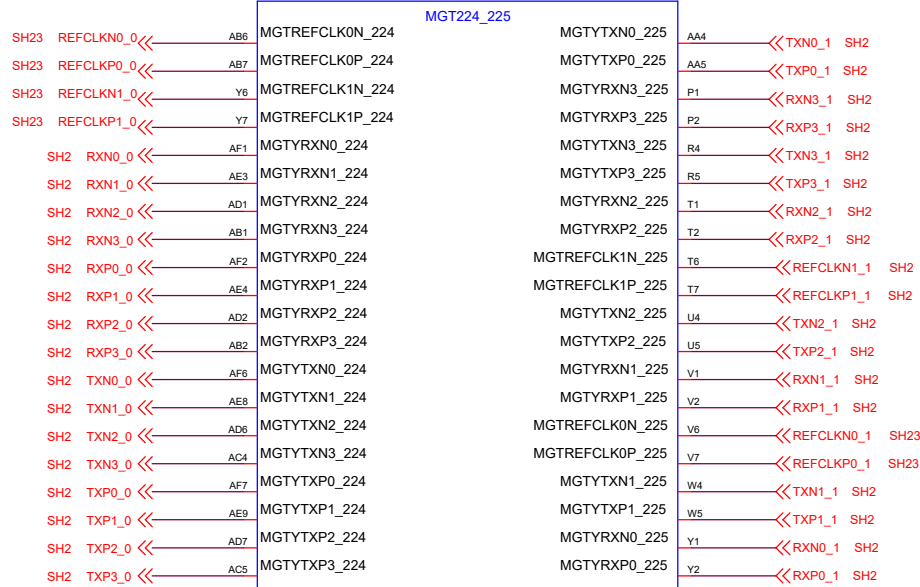 MGT224_225
SH23 REFCLKN0_0 AB6 MGTREFCLK0N_224 MGTYTXN0_225 AA4 TXN0_1 SH2
SH23 REFCLKP0_0 AB7 MGTREFCLK0P_224 MGTYTXP0_225 AA5 TXP0_1 SH2
SH23 REFCLKN1_0 Y6 MGTREFCLK1N_224 MGTYRXN3_225 P1 RXN3_1 SH2
SH23 REFCLKP1_0 Y7 MGTREFCLK1P_224 MGTYRXP3_225 P2 RXP3_1 SH2
SH2 RXN0_0 AF1 MGTYRXN0_224 MGTYTXN3_225 R4 TXN3_1 SH2
SH2 RXN1_0 AE3 MGTYRXN1_224 MGTYTXP3_225 R5 TXP3_1 SH2
SH2 RXN2_0 AD1 MGTYRXN2_224 MGTYRXN2_225 T1 RXN2_1 SH2
SH2 RXN3_0 AB1 MGTYRXN3_224 MGTYRXP2_225 T2 RXP2_1 SH2
SH2 RXP0_0 AF2 MGTYRXP0_224 MGTREFCLK1N_225 T6 REFCLKN1_1 SH2
SH2 RXP1_0 AE4 MGTYRXP1_224 MGTREFCLK1P_225 T7 REFCLKP1_1 SH2
SH2 RXP2_0 AD2 MGTYRXP2_224 MGTYTXN2_225 U4 TXN2_1 SH2
SH2 RXP3_0 AB2 MGTYRXP3_224 MGTYTXP2_225 U5 TXP2_1 SH2
SH2 TXN0_0 AF6 MGTYTXN0_224 MGTYRXN1_225 V1 RXN1_1 SH2
SH2 TXN1_0 AE8 MGTYTXN1_224 MGTYRXP1_225 V2 RXP1_1 SH2
SH2 TXN2_0 AD6 MGTYTXN2_224 MGTREFCLK0N_225 V6 REFCLKN0_1 SH23
SH2 TXN3_0 AC4 MGTYTXN3_224 MGTREFCLK0P_225 V7 REFCLKP0_1 SH23
SH2 TXP0_0 AF7 MGTYTXP0_224 MGTYTXN1_225 W4 TXN1_1 SH2
SH2 TXP1_0 AE9 MGTYTXP1_224 MGTYTXP1_225 W5 TXP1_1 SH2
SH2 TXP2_0 AD7 MGTYTXP2_224 MGTYRXN0_225 Y1 RXN0_1 SH2
SH2 TXP3_0 AC5 MGTYTXP3_224 MGTYRXP0_225 Y2 RXP0_1 SH2